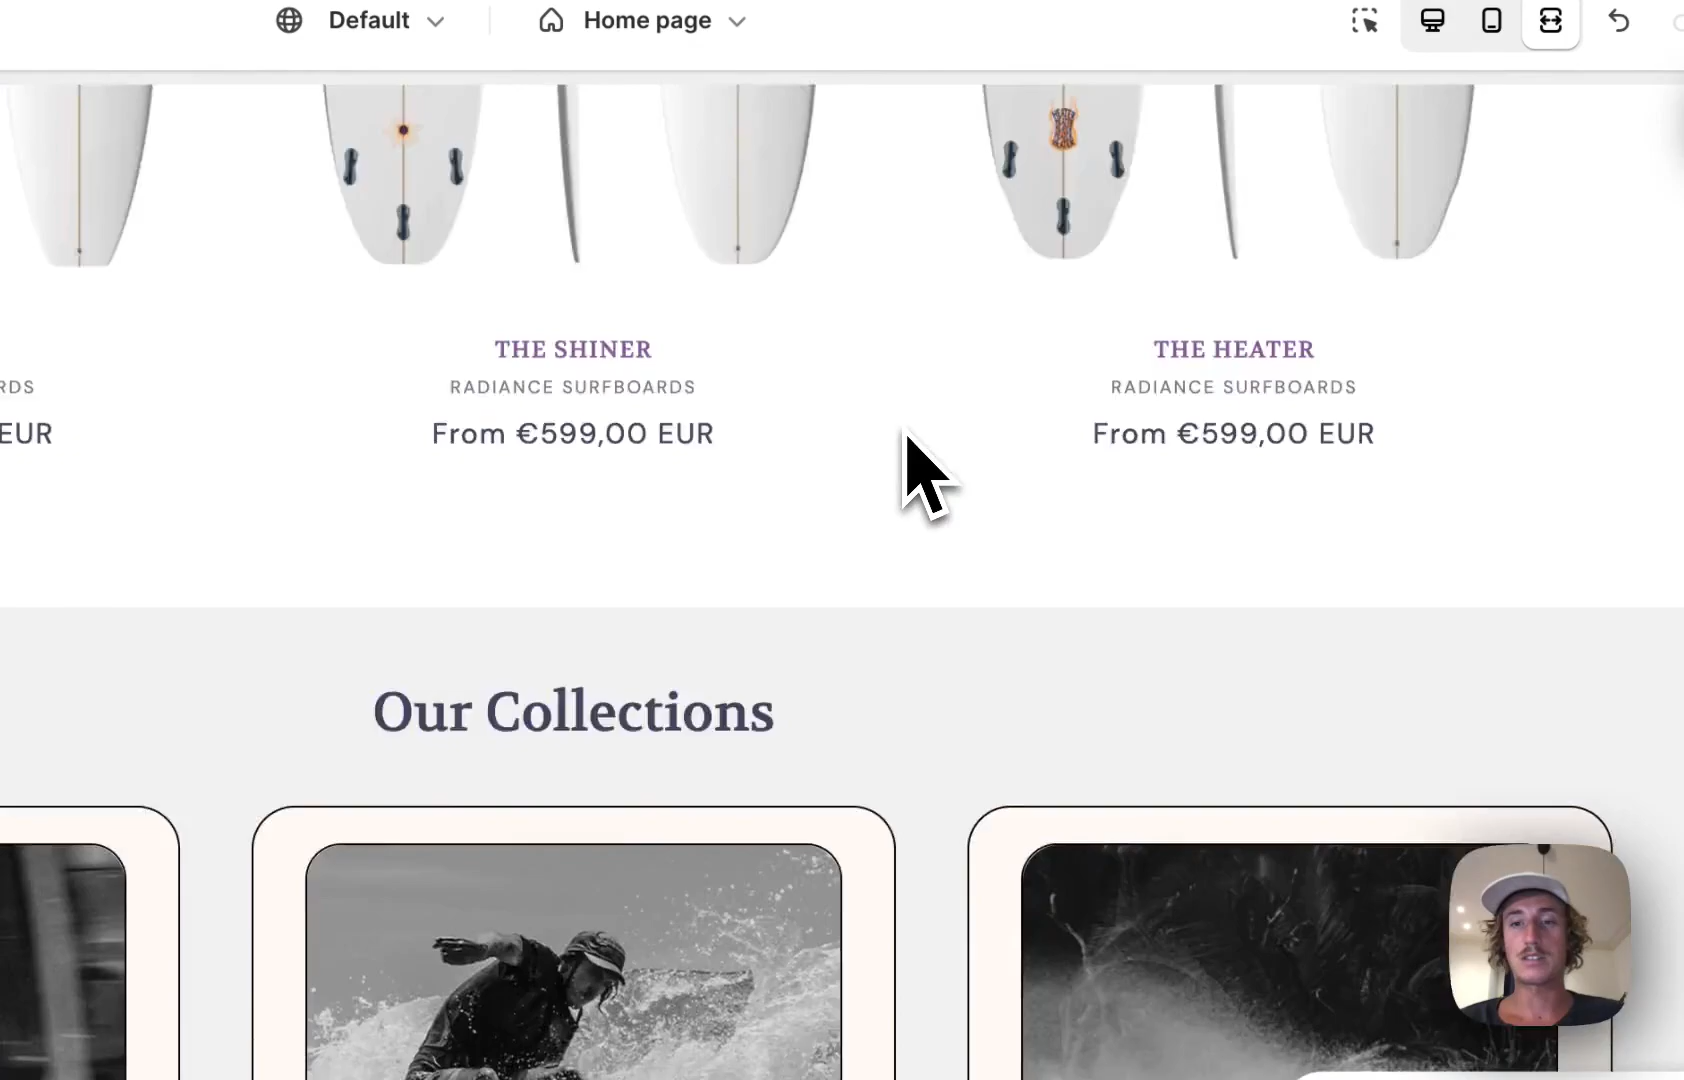 Default
Home page
THE SHINER
THE HEATER
RDS
RADIANCE SURFBOARDS
RADIANCE SURFBOARDS
EUR
From €599,00 EUR
From €599,00 EUR
Our Collections